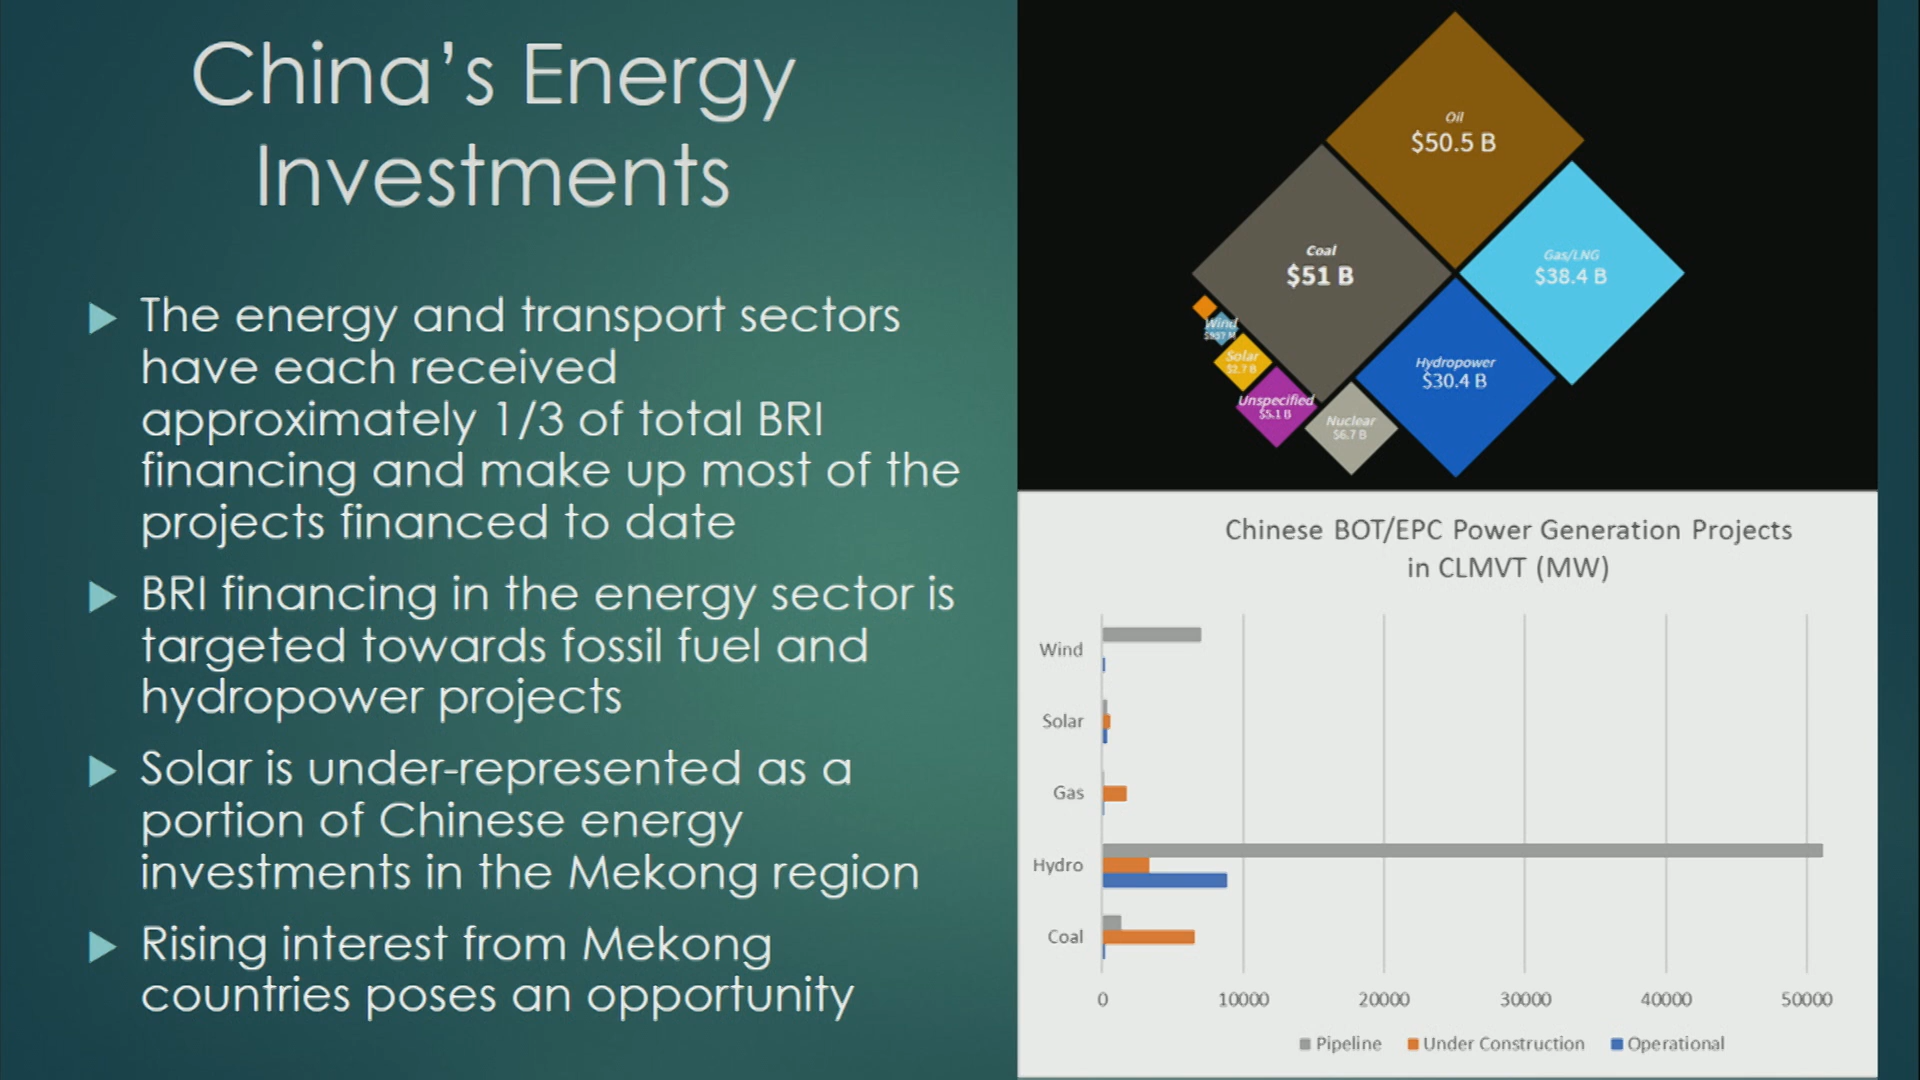 China’s Energy
Investments
The energy and transport sectors
have each received
approximately 1/3 of total BRI
financing and make up most of the
projects financed to date
BRI financing in the energy sector is
targeted towards fossil fuel and
hydropower projects
Solar is under-represented as a
portion of Chinese energy
investments in the Mekong region
Rising interest from Mekong
countries poses an opportunity
Oil
$50.5 B
Coal
$51 B
Gas/LNG
$38.4 B
Hydropower
$30.4 B
Wind
Solar
$2.7 B
Unspecified
$5.1 B
Nuclear
$6.7 B
Chinese BOT/EPC Power Generation Projects
in CLMVT (MW)
Wind
Solar
Gas
Hydro
Coal
0 10000 20000 30000 40000 50000
Pipeline Under Construction Operational